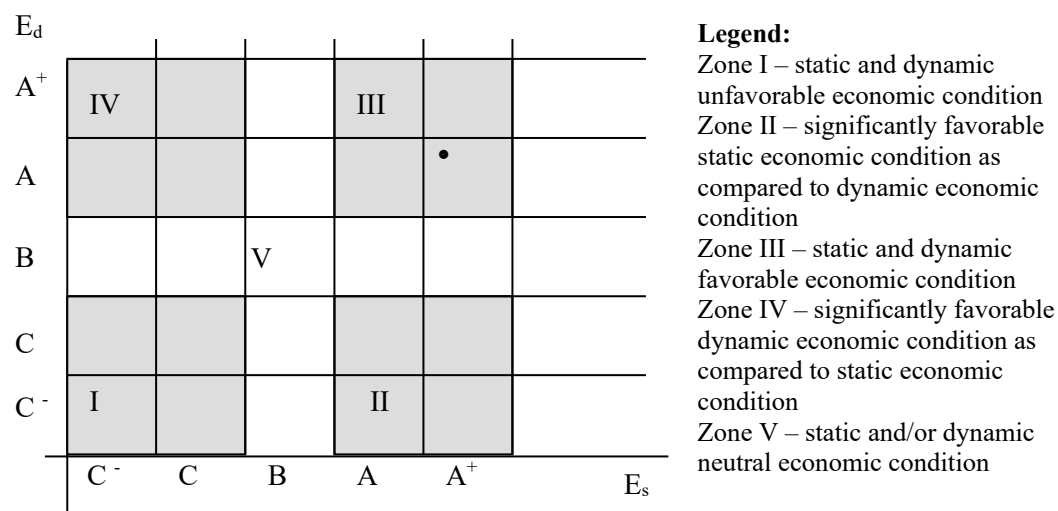 E_d
A⁺
IV
III
A
B
V
C
C ⁻
I
II
C ⁻ C B A A⁺
E_s
Legend:
Zone I – static and dynamic
unfavorable economic condition
Zone II – significantly favorable
static economic condition as
compared to dynamic economic
condition
Zone III – static and dynamic
favorable economic condition
Zone IV – significantly favorable
dynamic economic condition as
compared to static economic
condition
Zone V – static and/or dynamic
neutral economic condition